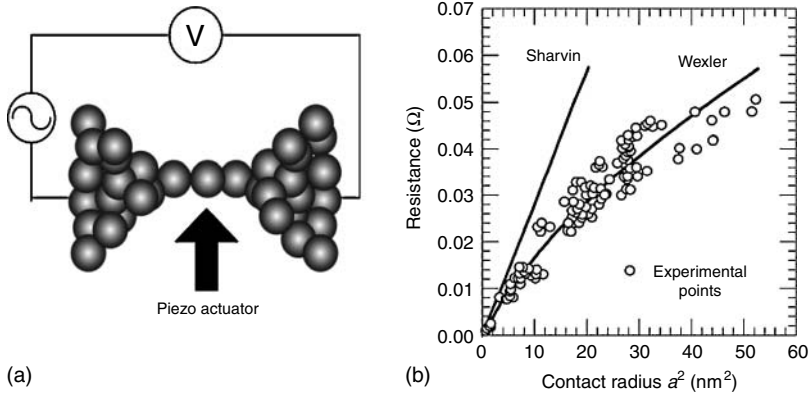 V
Piezo actuator
(a)
0.07
0.06
0.05
0.04
0.03
0.02
0.01
0.00
Resistance (Ω)
Sharvin
Wexler
Experimental
points
0 10 20 30 40 50 60
Contact radius a² (nm²)
(b)